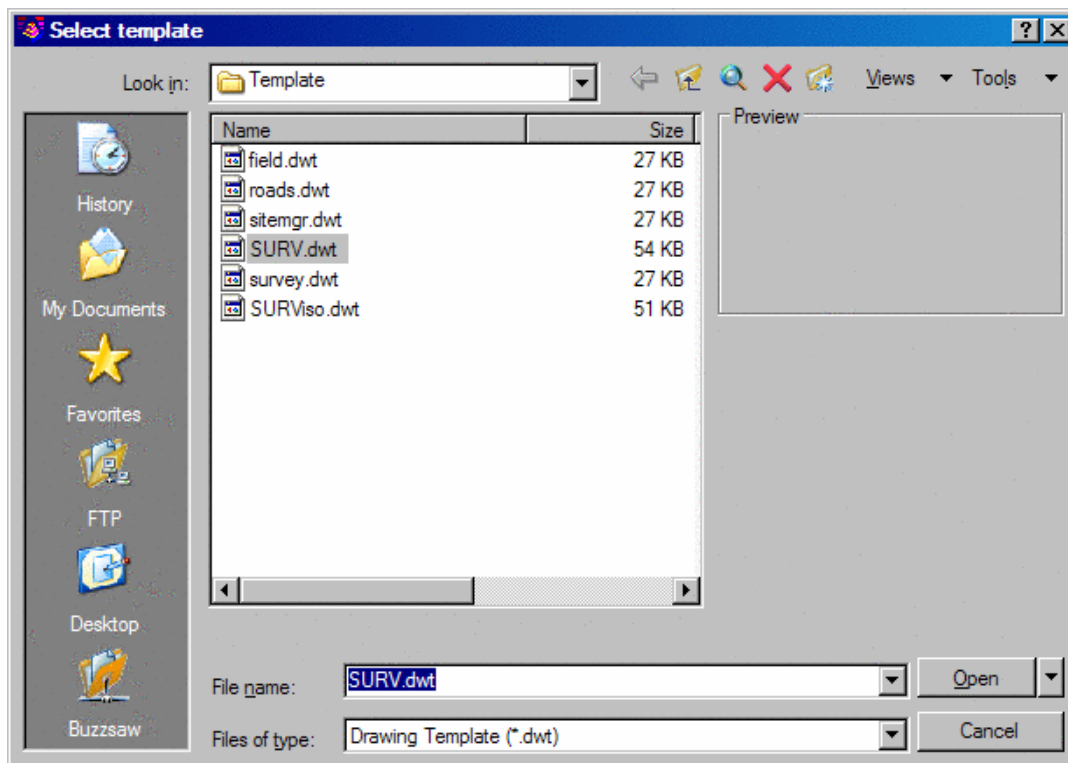 Select template
Look in: Template Views Tools
History
My Documents
Favorites
FTP
Desktop
Buzzsaw
Name Size
field.dwt 27 KB
roads.dwt 27 KB
sitemgr.dwt 27 KB
SURV.dwt 54 KB
survey.dwt 27 KB
SURViso.dwt 51 KB
Preview
File name: SURV.dwt Open
Files of type: Drawing Template (*.dwt) Cancel